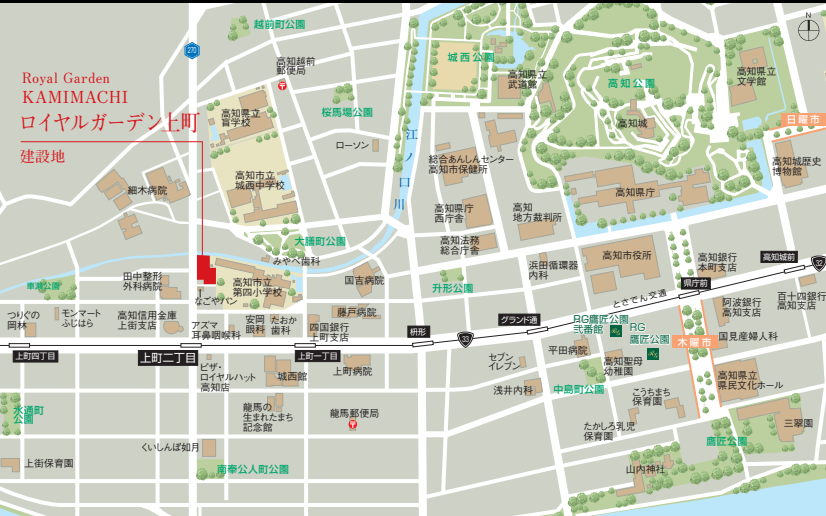 Royal Garden
KAMIMACHI
ロイヤルガーデン上町
建設地
270
越前町公園
高知越前
郵便局
高知県立
盲学校
桜馬場公園
ローソン
江ノ口川
城西公園
高知県立
武道館
高知公園
高知県立
文学館
日曜市
N
高知城
高知城歴史
博物館
細木病院
高知市立
城西中学校
総合あんしんセンター
高知市保健所
高知県庁
西庁舎
高知
地方裁判所
高知県庁
大膳町公園
みやべ歯科
高知法務
総合庁舎
浜田循環器
内科
高知市役所
高知銀行
本町支店
高知城前
32
車瀬公園
田中整形
外科病院
高知市立
第四小学校
なごやパン
国吉病院
升形公園
県庁前
とさでん交通
つりぐの
岡林
モンマート
ふじはら
高知信用金庫
上街支店
アズマ
耳鼻咽喉科
安岡
眼科
たおか
歯科
藤戸病院
四国銀行
上町支店
枡形
33
グランド通
RG鷹匠公園
弐番館
RG
鷹匠公園
阿波銀行
高知支店
百十四銀行
高知支店
木曜市
国見産婦人科
上町四丁目
上町二丁目
上町一丁目
ピザ・
ロイヤルハット
高知店
城西館
上町病院
セブン
イレブン
平田病院
高知聖母
幼稚園
浅井内科
中島町公園
こうちまち
保育園
高知県立
県民文化ホール
水通町
公園
龍馬の
生まれたまち
記念館
龍馬郵便局
たかしろ乳児
保育園
鷹匠公園
三翠園
くいしんぼ如月
上街保育園
南奉公人町公園
山内神社